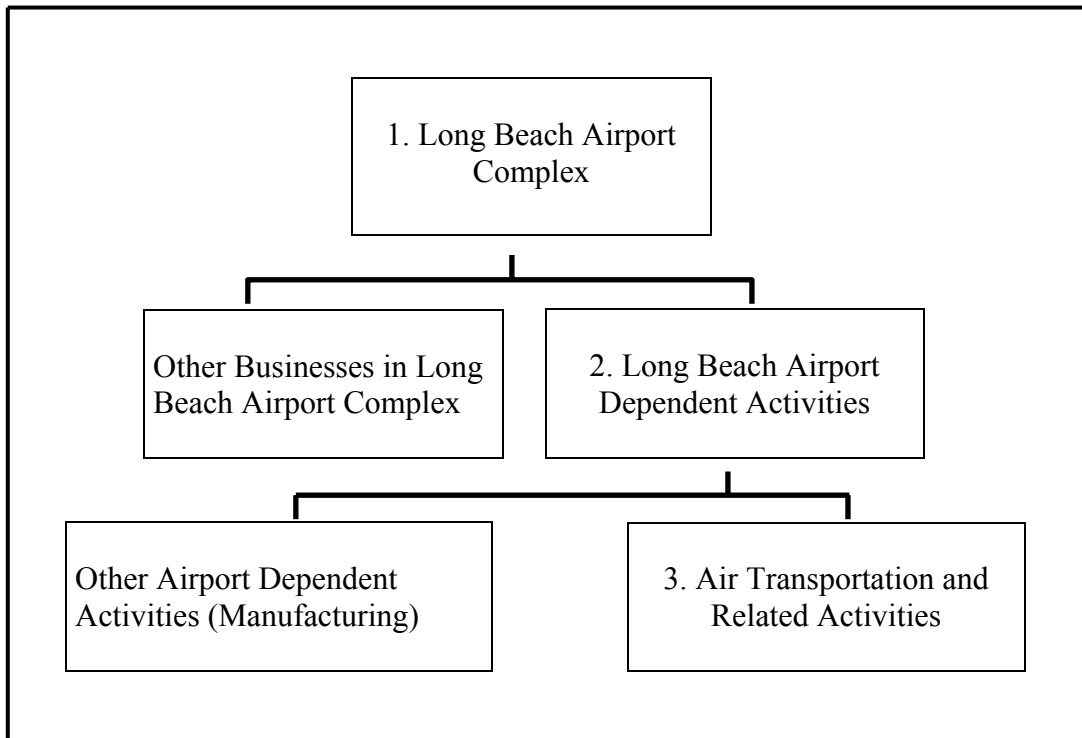 1. Long Beach Airport
Complex
Other Businesses in Long
Beach Airport Complex
2. Long Beach Airport
Dependent Activities
Other Airport Dependent
Activities (Manufacturing)
3. Air Transportation and
Related Activities